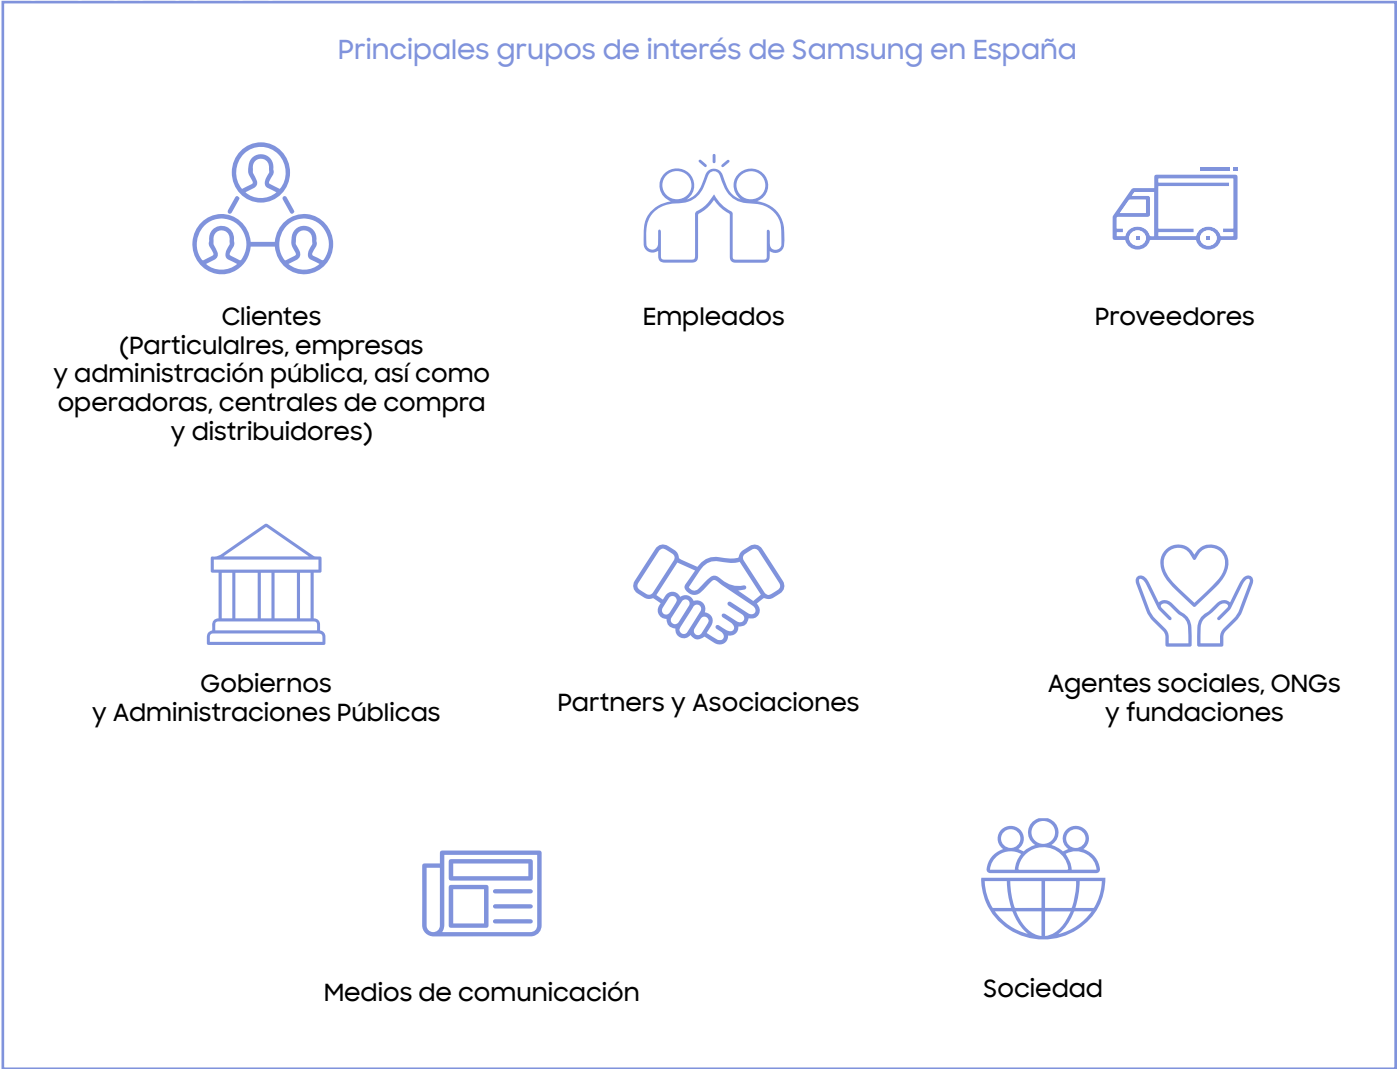 Principales grupos de interés de Samsung en España
Clientes
(Particulalres, empresas
y administración pública, así como
operadoras, centrales de compra
y distribuidores)
Empleados
Proveedores
Gobiernos
y Administraciones Públicas
Partners y Asociaciones
Agentes sociales, ONGs
y fundaciones
Medios de comunicación
Sociedad